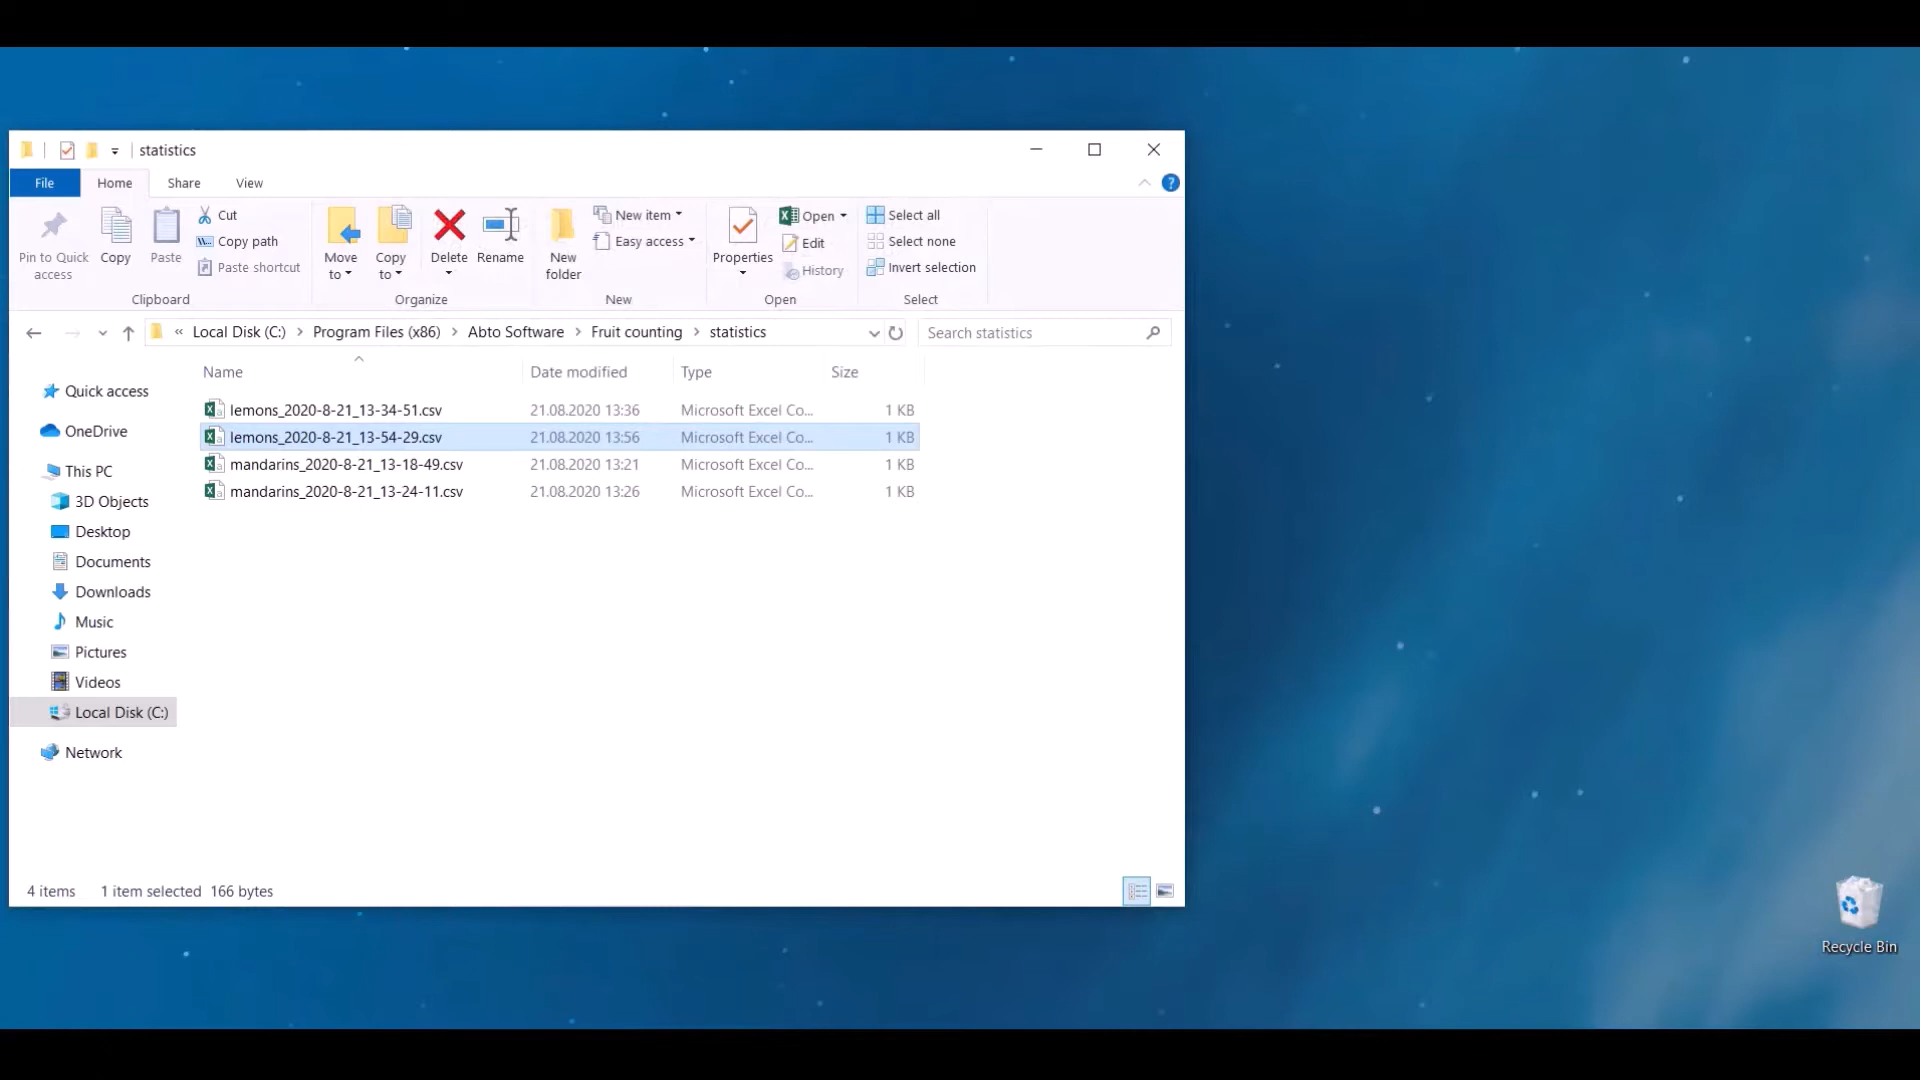 statistics
File Home Share View
Pin to Quick access
Copy
Paste
Cut
Copy path
Paste shortcut
Clipboard
Move to
Copy to
Delete
Rename
Organize
New folder
New item
Easy access
New
Properties
Open
Edit
History
Open
Select all
Select none
Invert selection
Select
« Local Disk (C:) > Program Files (x86) > Abto Software > Fruit counting > statistics
Search statistics
Name Date modified Type Size
lemons_2020-8-21_13-34-51.csv 21.08.2020 13:36 Microsoft Excel Co... 1 KB
lemons_2020-8-21_13-54-29.csv 21.08.2020 13:56 Microsoft Excel Co... 1 KB
mandarins_2020-8-21_13-18-49.csv 21.08.2020 13:21 Microsoft Excel Co... 1 KB
mandarins_2020-8-21_13-24-11.csv 21.08.2020 13:26 Microsoft Excel Co... 1 KB
Quick access
OneDrive
This PC
3D Objects
Desktop
Documents
Downloads
Music
Pictures
Videos
Local Disk (C:)
Network
4 items 1 item selected 166 bytes
Recycle Bin